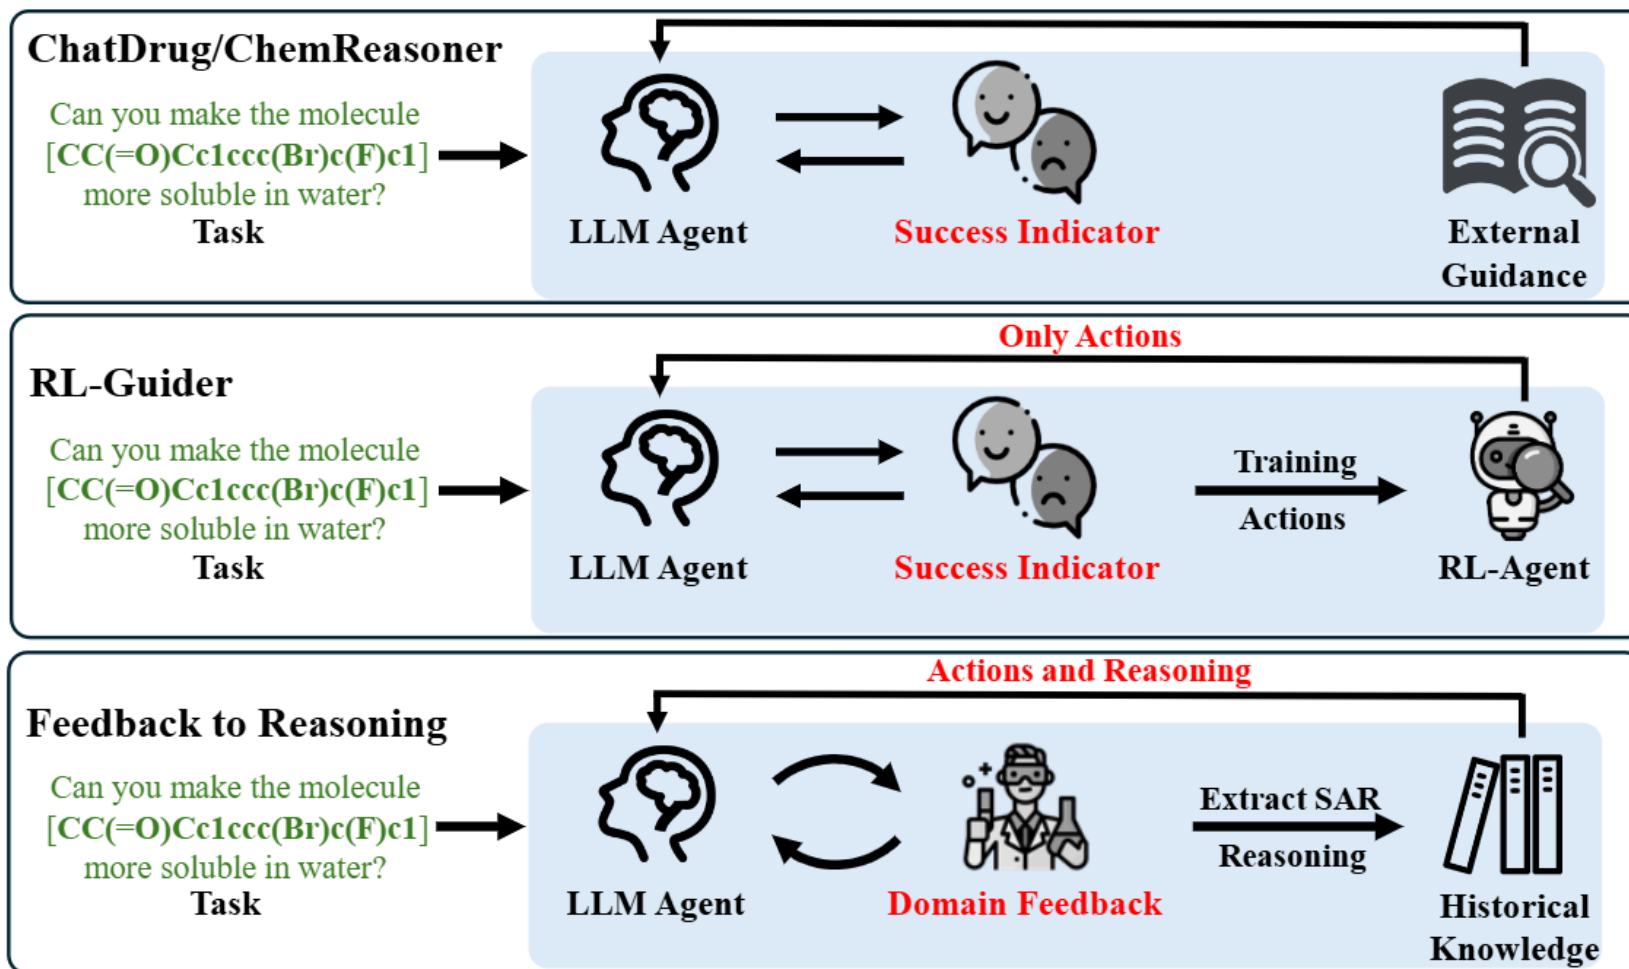 ChatDrug/ChemReasoner
Can you make the molecule
[CC(=O)Cc1ccc(Br)c(F)c1]
more soluble in water?
Task
LLM Agent
Success Indicator
External
Guidance
Only Actions
RL-Guider
Can you make the molecule
[CC(=O)Cc1ccc(Br)c(F)c1]
more soluble in water?
Task
LLM Agent
Success Indicator
Training
Actions
RL-Agent
Actions and Reasoning
Feedback to Reasoning
Can you make the molecule
[CC(=O)Cc1ccc(Br)c(F)c1]
more soluble in water?
Task
LLM Agent
Domain Feedback
Extract SAR
Reasoning
Historical
Knowledge